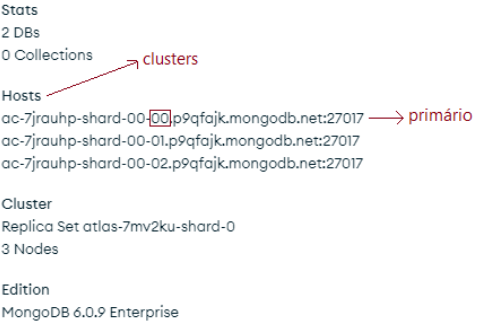 Stats
2 DBs
0 Collections
clusters
Hosts
ac-7jrauhp-shard-00-00.p9qfajk.mongodb.net:27017 primário
ac-7jrauhp-shard-00-01.p9qfajk.mongodb.net:27017
ac-7jrauhp-shard-00-02.p9qfajk.mongodb.net:27017
Cluster
Replica Set atlas-7mv2ku-shard-0
3 Nodes
Edition
MongoDB 6.0.9 Enterprise